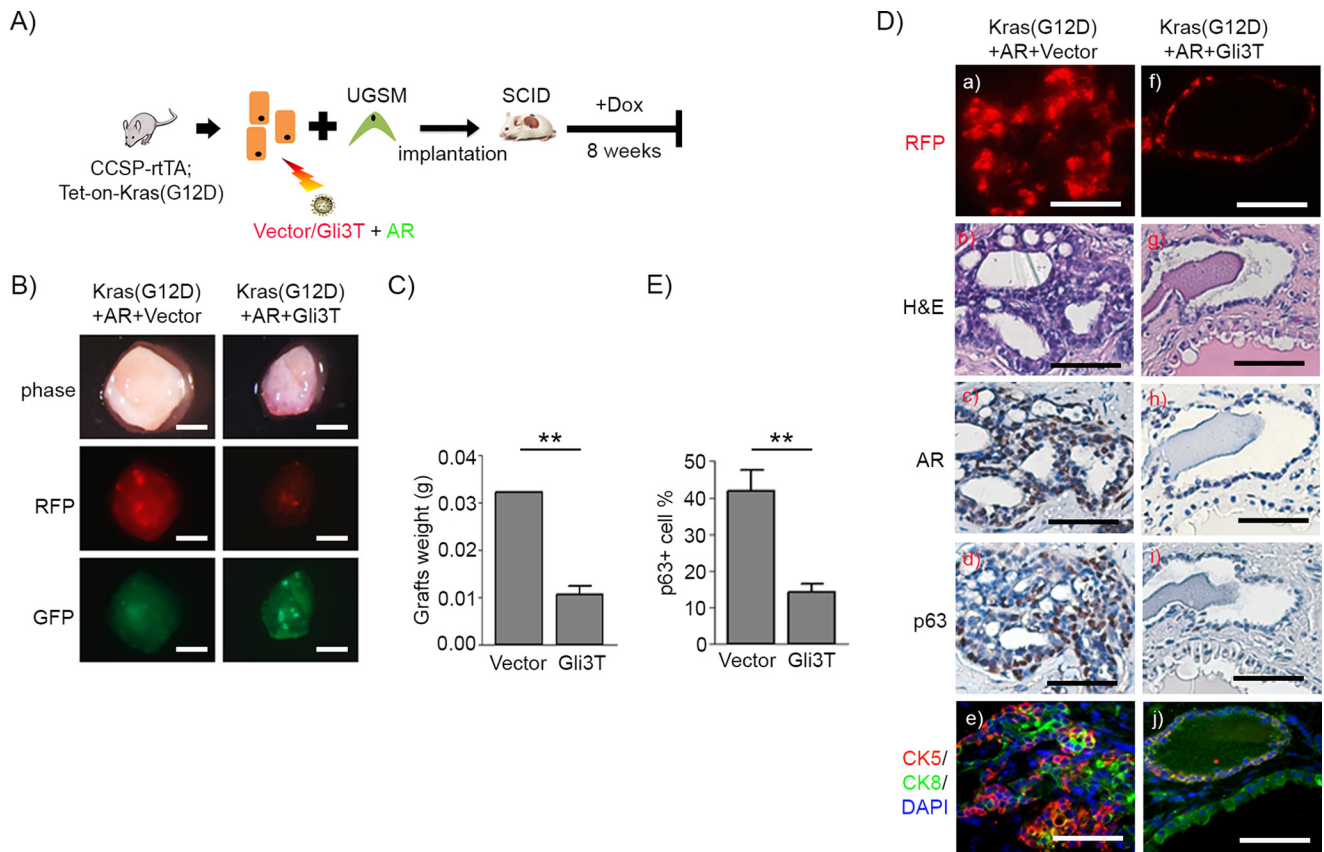 A)
UGSM
SCID
+Dox
implantation
8 weeks
CCSP-rtTA;
Tet-on-Kras(G12D)
Vector/Gli3T + AR
B)
Kras(G12D)
+AR+Vector
Kras(G12D)
+AR+Gli3T
phase
RFP
GFP
C)
**
Grafts weight (g)
0.04
0.03
0.02
0.01
0.00
Vector
Gli3T
E)
**
p63+ cell %
50
40
30
20
10
0
Vector
Gli3T
D)
Kras(G12D)
+AR+Vector
Kras(G12D)
+AR+Gli3T
RFP
a)
f)
H&E
b)
g)
AR
c)
h)
p63
d)
i)
CK5/
CK8/
DAPI
e)
j)